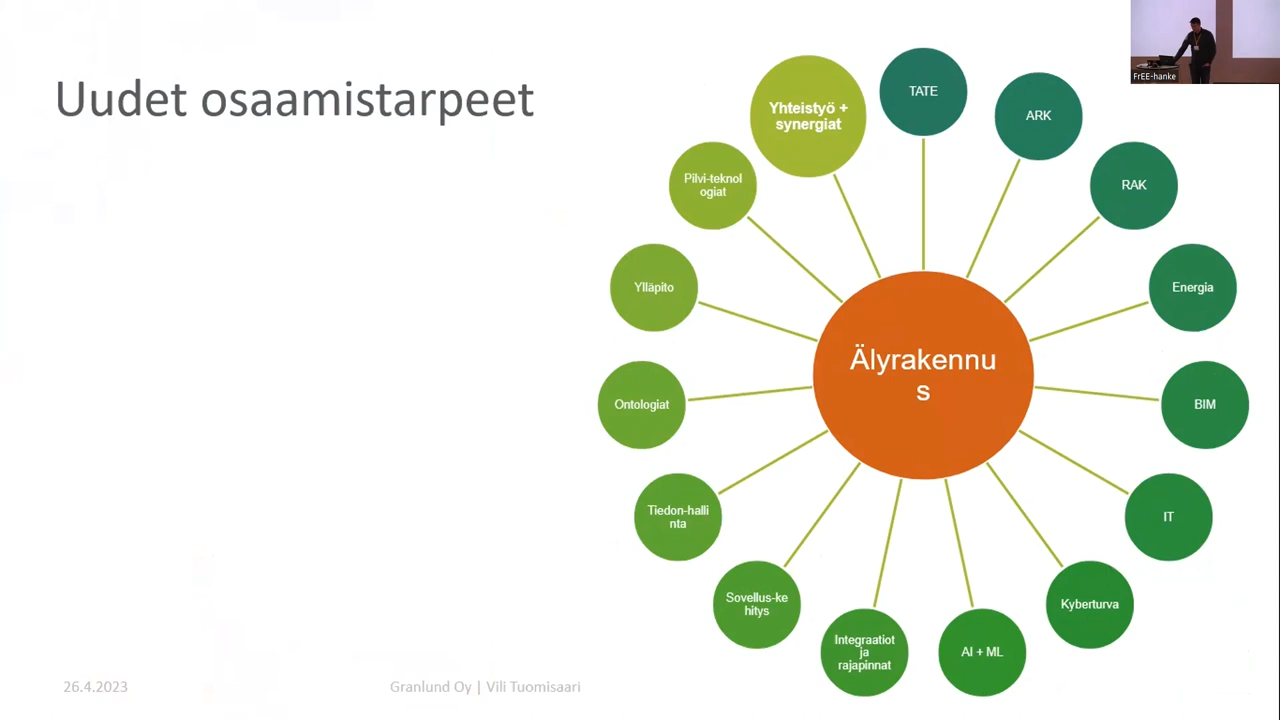 Uudet osaamistarpeet
FrEE-hanke
TATE
ARK
RAK
Energia
BIM
IT
Kyberturva
AI + ML
Integraatiot
ja
rajapinnat
Sovellus-ke
hitys
Tiedon-halli
nta
Ontologiat
Ylläpito
Pilvi-teknol
ogiat
Yhteistyö +
synergiat
Älyrakennu
s
26.4.2023
Granlund Oy | Vili Tuomisaari